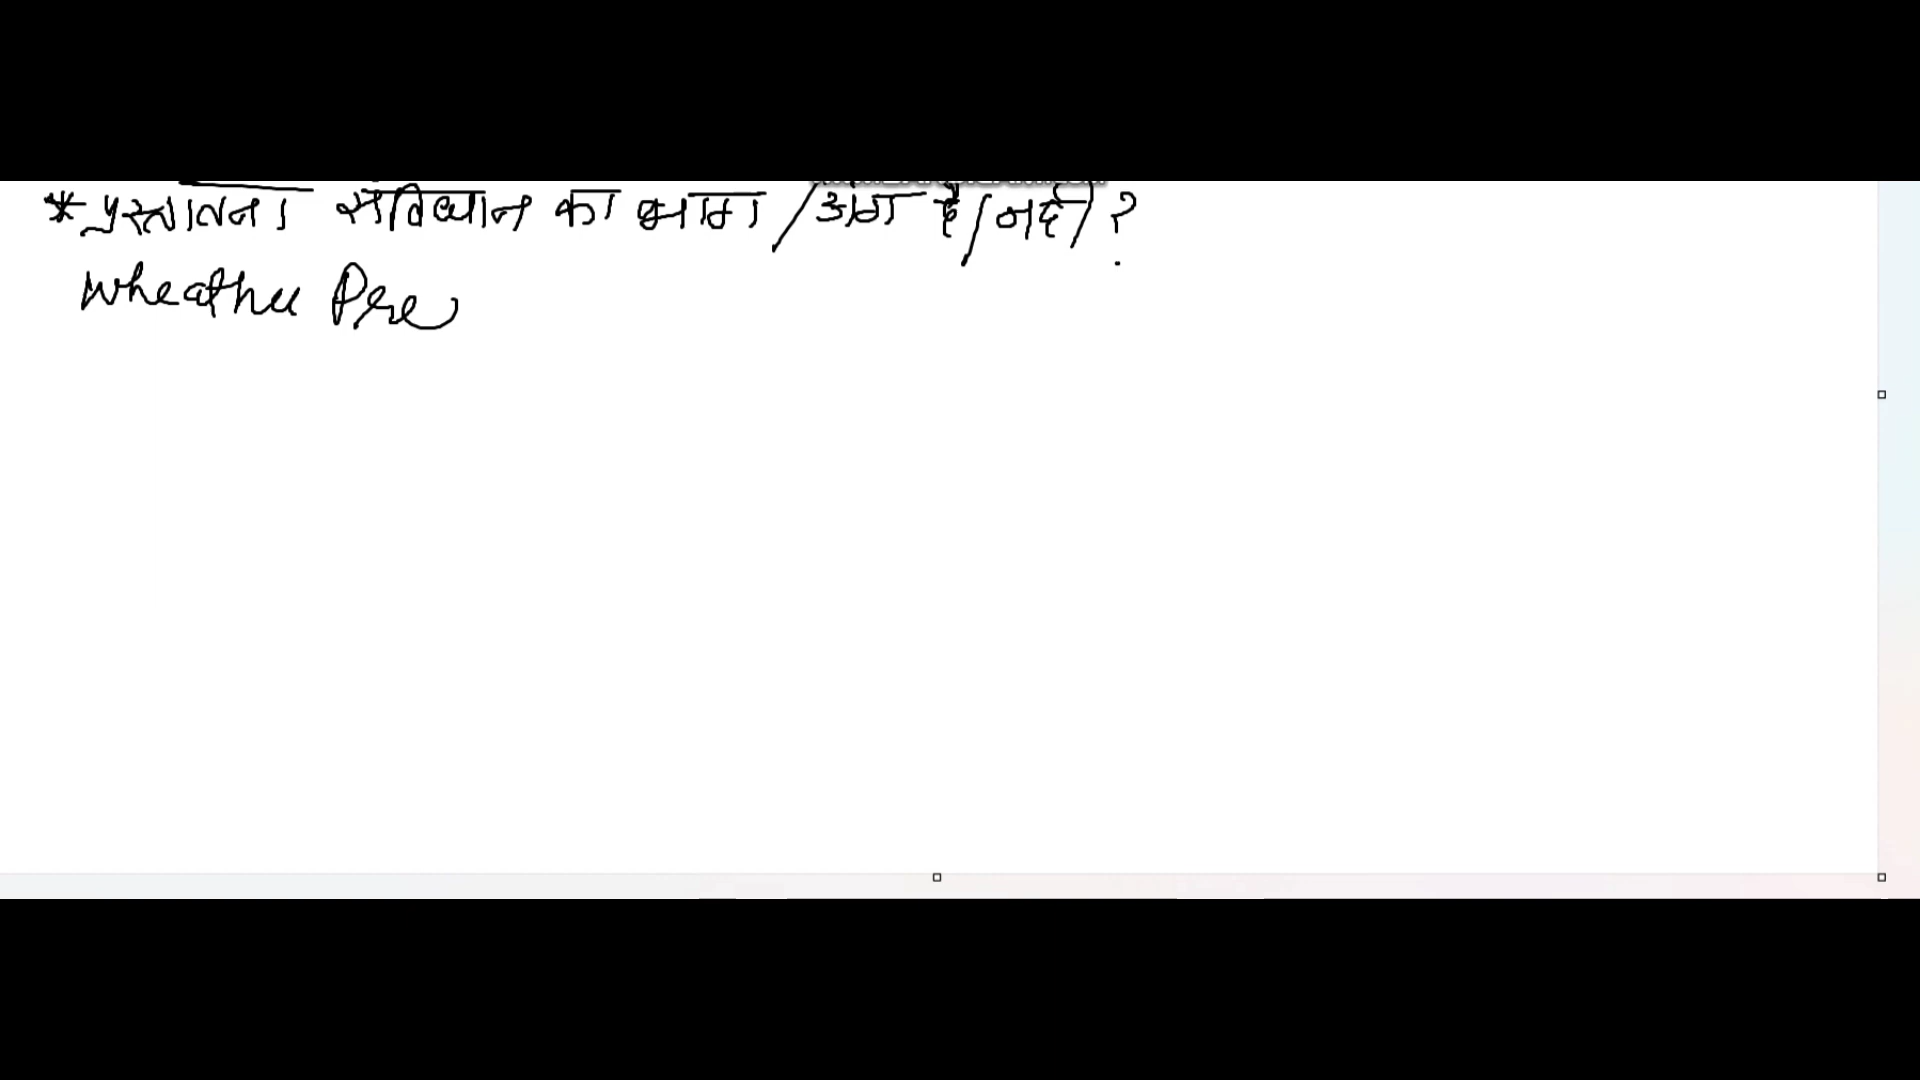 * प्रस्तावना संविधान का भाग / अंग है / नहीं ?
Wheather Pre